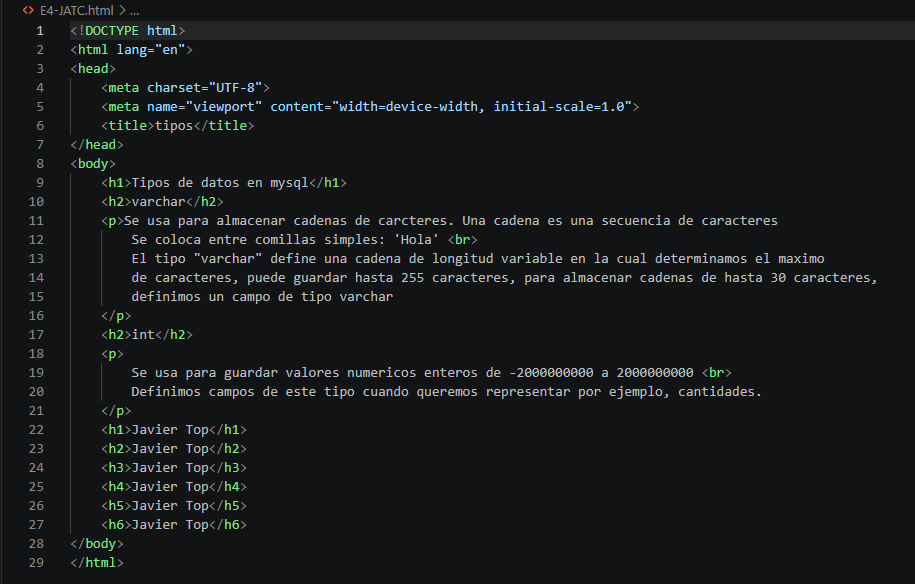 <> E4-JATC.html > ...
1 <!DOCTYPE html>
2 <html lang="en">
3 <head>
4     <meta charset="UTF-8">
5     <meta name="viewport" content="width=device-width, initial-scale=1.0">
6     <title>tipos</title>
7 </head>
8 <body>
9     <h1>Tipos de datos en mysql</h1>
10     <h2>varchar</h2>
11     <p>Se usa para almacenar cadenas de carcteres. Una cadena es una secuencia de caracteres
12         Se coloca entre comillas simples: 'Hola' <br>
13         El tipo "varchar" define una cadena de longitud variable en la cual determinamos el maximo
14         de caracteres, puede guardar hasta 255 caracteres, para almacenar cadenas de hasta 30 caracteres,
15         definimos un campo de tipo varchar
16     </p>
17     <h2>int</h2>
18     <p>
19         Se usa para guardar valores numericos enteros de -2000000000 a 2000000000 <br>
20         Definimos campos de este tipo cuando queremos representar por ejemplo, cantidades.
21     </p>
22     <h1>Javier Top</h1>
23     <h2>Javier Top</h2>
24     <h3>Javier Top</h3>
25     <h4>Javier Top</h4>
26     <h5>Javier Top</h5>
27     <h6>Javier Top</h6>
28 </body>
29 </html>